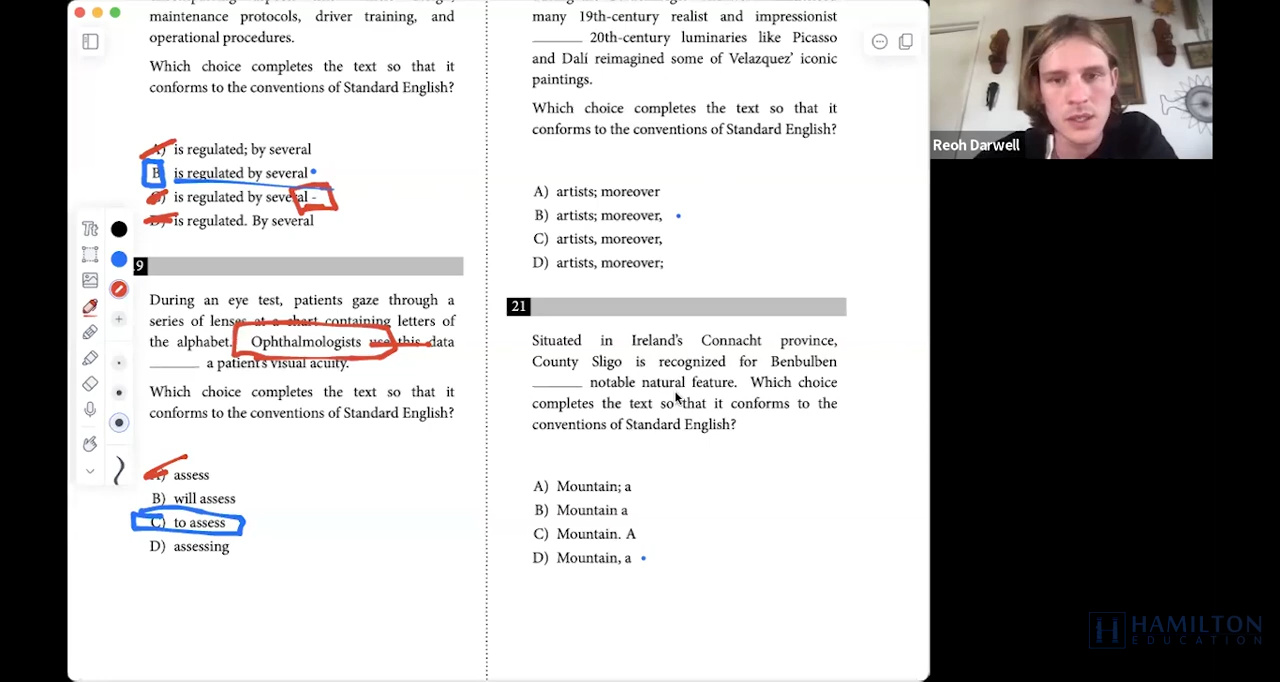 maintenance protocols, driver training, and
operational procedures.
Which choice completes the text so that it
conforms to the conventions of Standard English?
A) is regulated; by several
B) is regulated by several
C) is regulated by several -
D) is regulated. By several
19
During an eye test, patients gaze through a
series of lenses at a chart containing letters of
the alphabet. Ophthalmologists use this data
______ a patient's visual acuity.
Which choice completes the text so that it
conforms to the conventions of Standard English?
A) assess
B) will assess
C) to assess
D) assessing
many 19th-century realist and impressionist
______ 20th-century luminaries like Picasso
and Dalí reimagined some of Velazquez' iconic
paintings.
Which choice completes the text so that it
conforms to the conventions of Standard English?
A) artists; moreover
B) artists; moreover,
C) artists, moreover,
D) artists, moreover;
21
Situated in Ireland's Connacht province,
County Sligo is recognized for Benbulben
______ notable natural feature. Which choice
completes the text so that it conforms to the
conventions of Standard English?
A) Mountain; a
B) Mountain a
C) Mountain. A
D) Mountain, a
Tt
Reoh Darwell
HAMILTON
EDUCATION